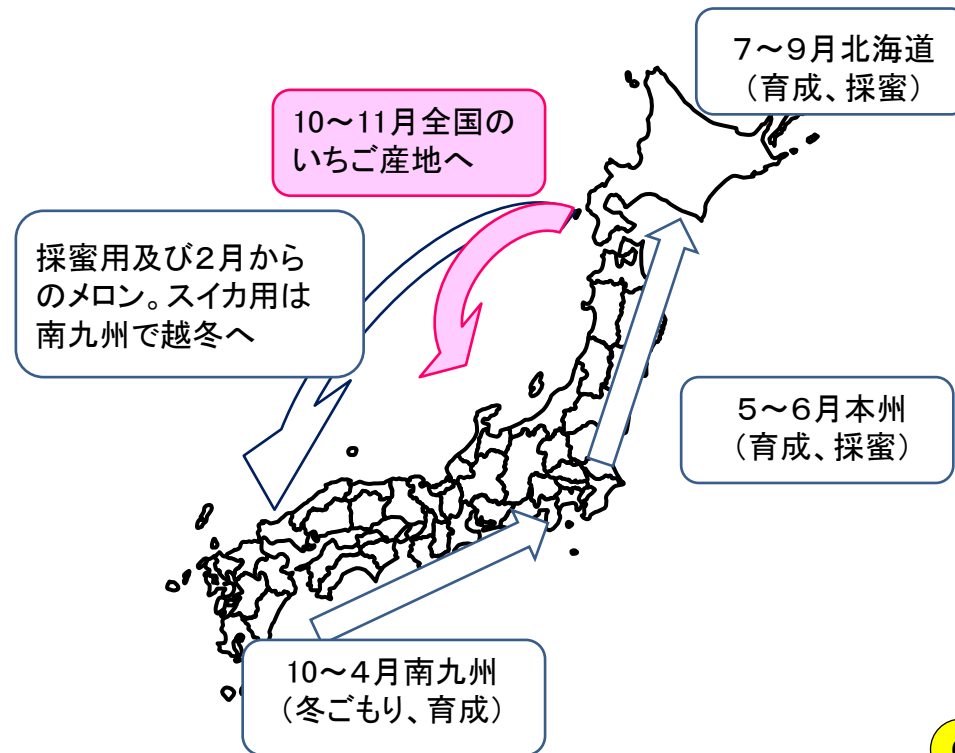 7～9月北海道
（育成、採蜜）
10～11月全国の
いちご産地へ
採蜜用及び２月から
のメロン。スイカ用は
南九州で越冬へ
５～６月本州
（育成、採蜜）
10～４月南九州
（冬ごもり、育成）